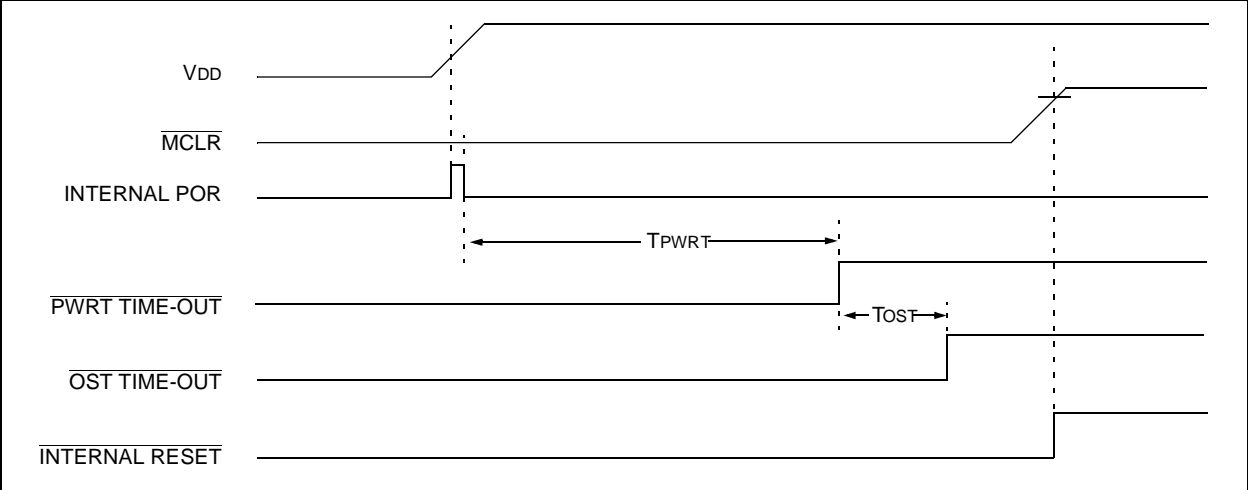 VDD
MCLR
INTERNAL POR
TPWRT
PWRT TIME-OUT
TOST
OST TIME-OUT
INTERNAL RESET